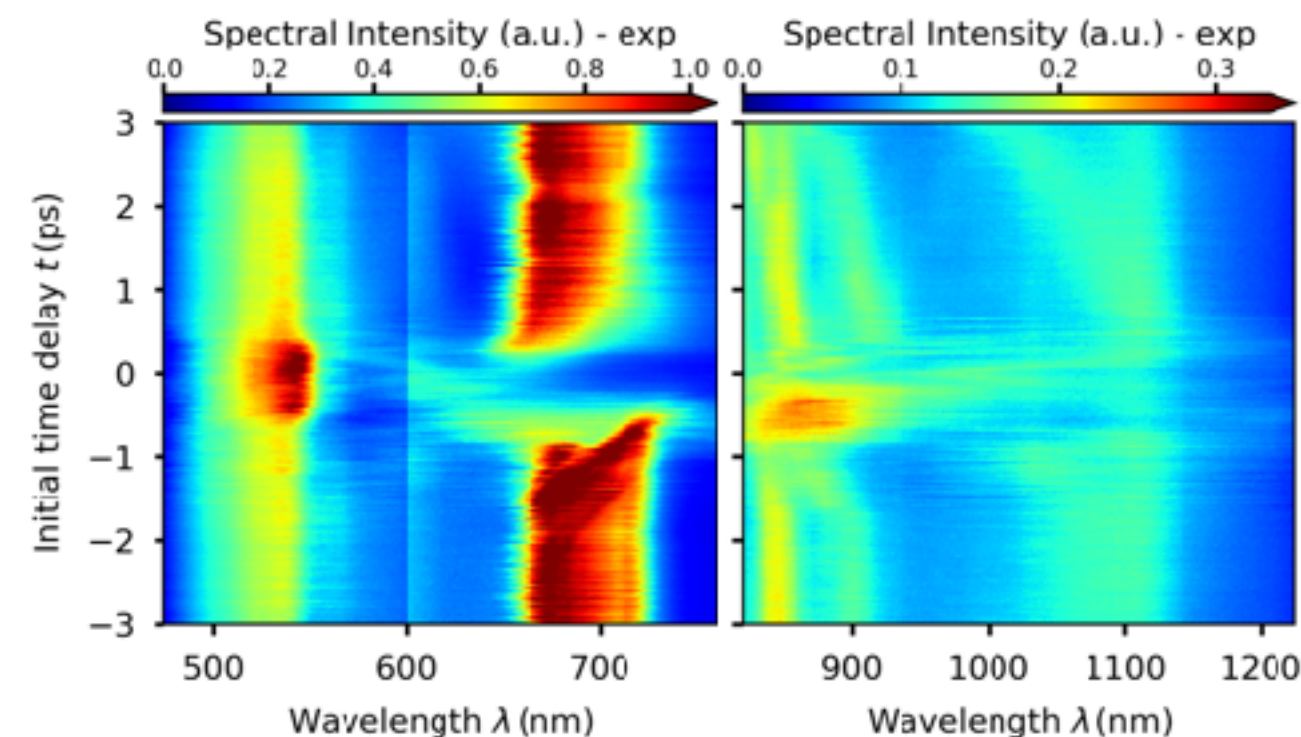 Spectral Intensity (a.u.) - exp Spectral Intensity (a.u.) - exp
0.0 0.2 0.4 0.6 0.8 1.0 0.0 0.1 0.2 0.3
3
2
1
0
−1
−2
−3
Initial time delay t (ps)
500 600 700 900 1000 1100 1200
Wavelength λ (nm) Wavelength λ (nm)